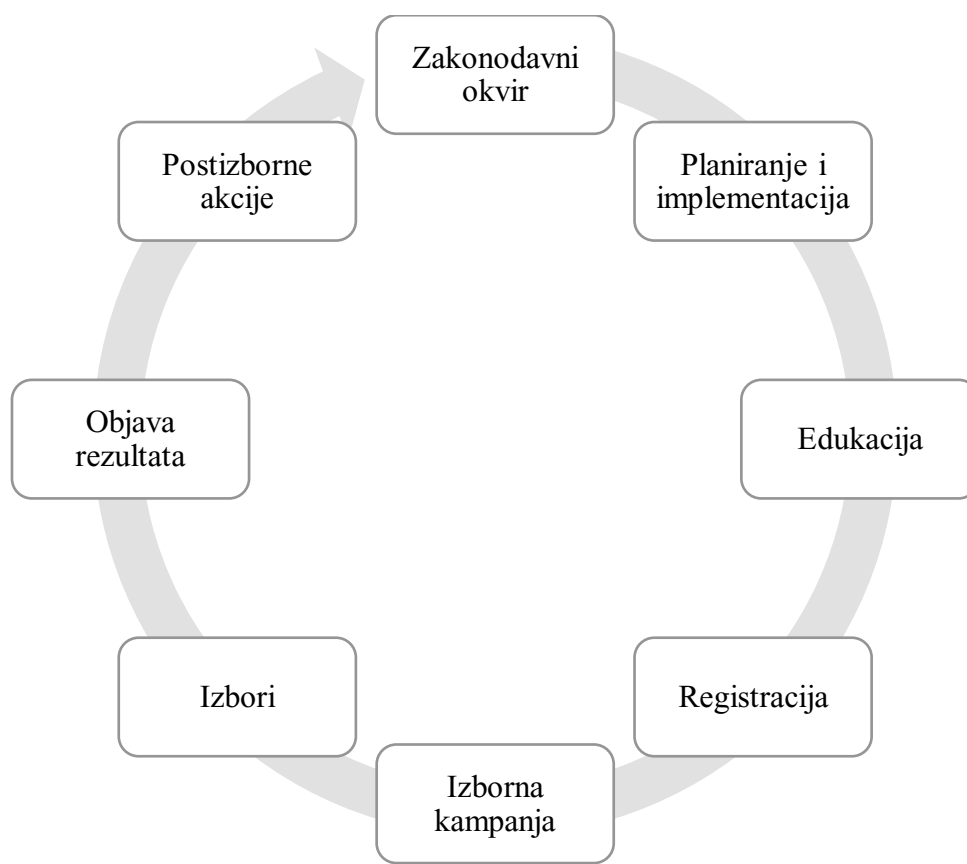 Zakonodavni
okvir
Planiranje i
implementacija
Edukacija
Registracija
Izborna
kampanja
Izbori
Objava
rezultata
Postizborne
akcije